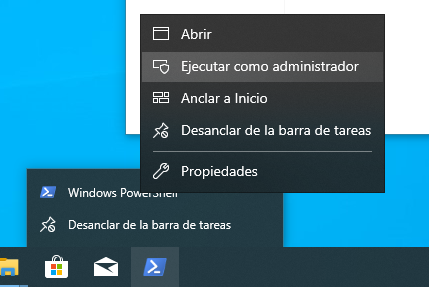 Abrir
Ejecutar como administrador
Anclar a Inicio
Desanclar de la barra de tareas
Propiedades
Windows PowerShell
Desanclar de la barra de tareas